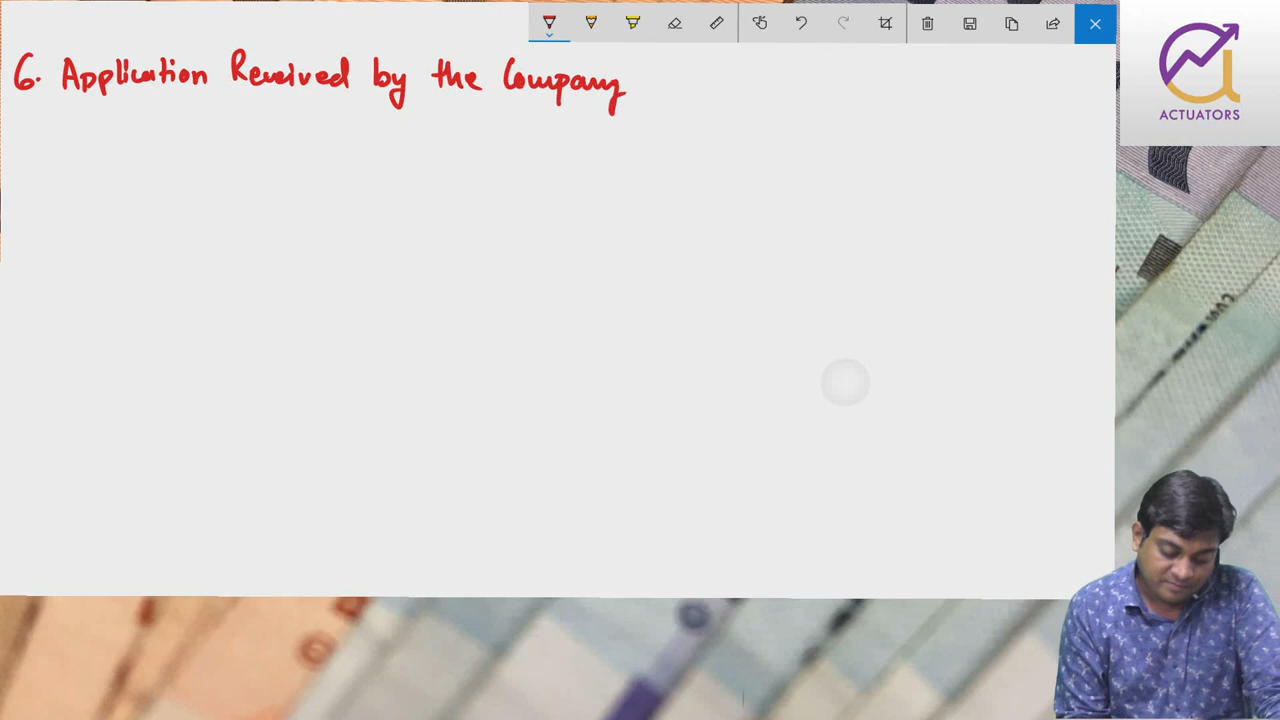 6. Application Received by the Company
ACTUATORS